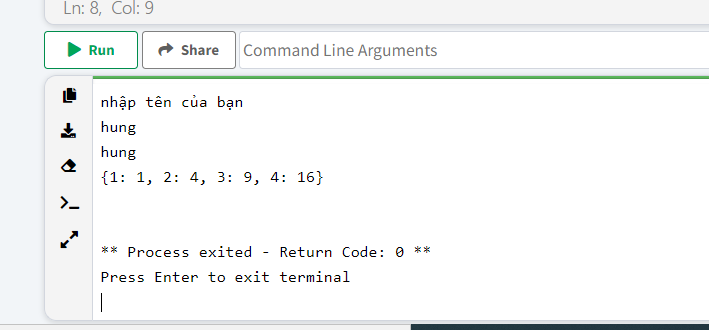 Ln: 8, Col: 9
Run
Share
Command Line Arguments
nhập tên của bạn
hung
hung
{1: 1, 2: 4, 3: 9, 4: 16}
** Process exited - Return Code: 0 **
Press Enter to exit terminal